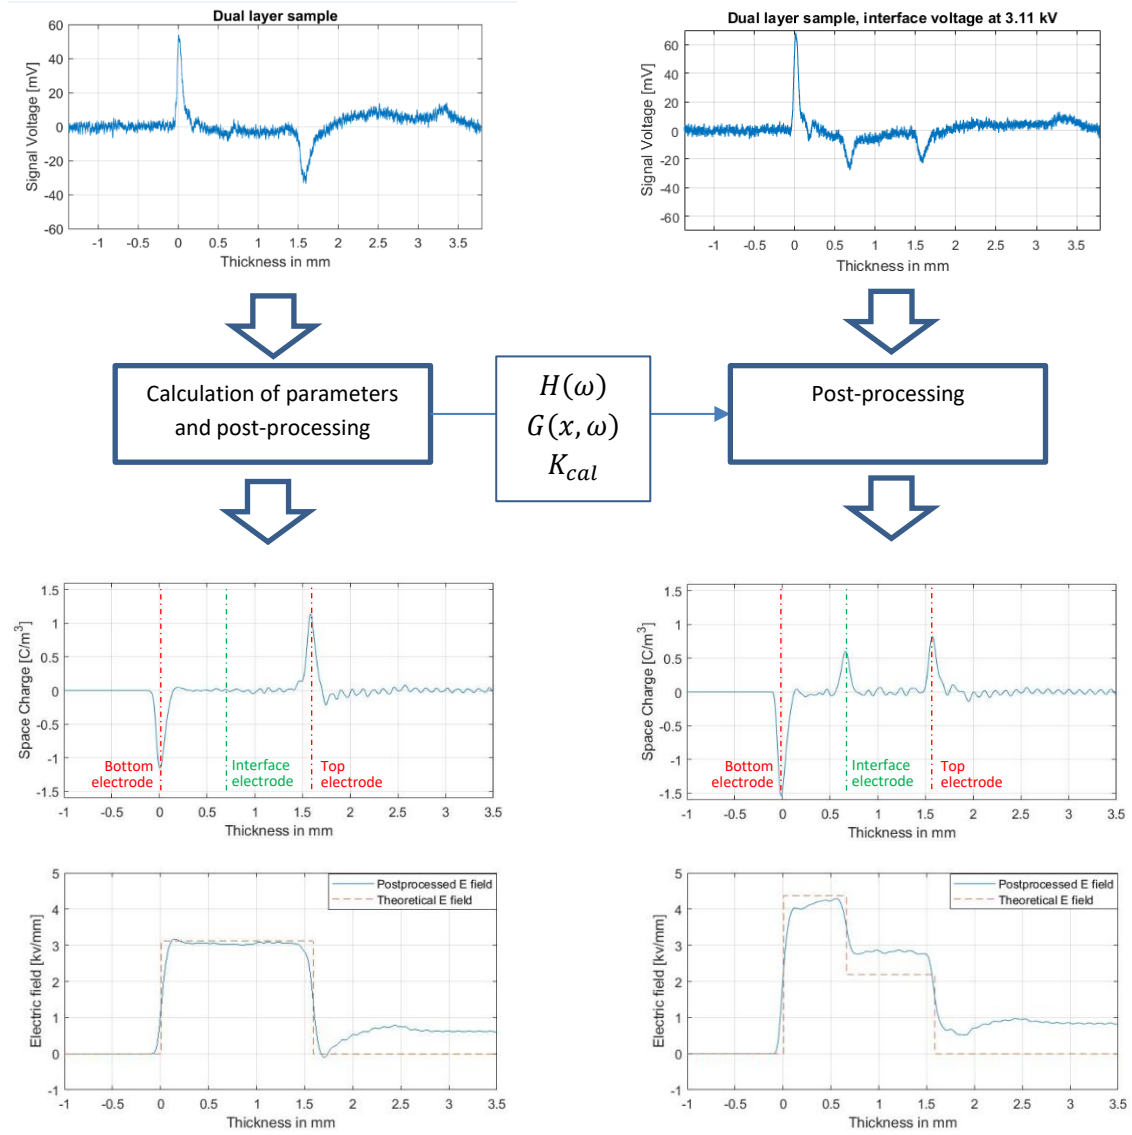 Dual layer sample
60
40
20
0
-20
-40
-60
Signal Voltage [mV]
-1 0 0.5 1 1.5 2 2.5 3 3.5
Thickness in mm
Dual layer sample, interface voltage at 3.11 kV
60
40
20
0
-20
-40
-60
Signal Voltage [mV]
-1 0 0.5 1 1.5 2 2.5 3 3.5
Thickness in mm
Calculation of parameters
and post-processing
H(ω)
G(x, ω)
K_cal
Post-processing
1.5
1
0.5
0
-0.5
-1
-1.5
Space Charge [C/m³]
Bottom
electrode
Interface
electrode
Top
electrode
-1 -0.5 0 0.5 1 1.5 2 2.5 3 3.5
Thickness in mm
1.5
1
0.5
0
-0.5
-1
-1.5
Space Charge [C/m³]
Bottom
electrode
Interface
electrode
Top
electrode
-1 -0.5 0 0.5 1 1.5 2 2.5 3 3.5
Thickness in mm
5
4
3
2
1
0
-1
Electric field [kv/mm]
Postprocessed E field
Theoretical E field
-1 -0.5 0 0.5 1 1.5 2 2.5 3 3.5
Thickness in mm
5
4
3
2
1
0
-1
Electric field [kv/mm]
Postprocessed E field
Theoretical E field
-1 -0.5 0 0.5 1 1.5 2 2.5 3 3.5
Thickness in mm